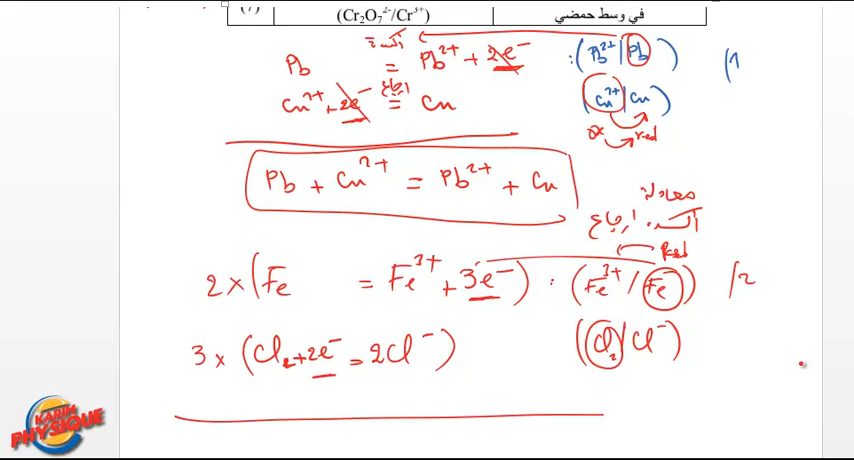 (7) (Cr₂O₇²⁻/Cr³⁺) في وسط حمضي
1/ (Pb²⁺ | Pb) : Pb أكسدة = Pb²⁺ + 2e⁻
(Cu²⁺ | Cu) Cu²⁺ + 2e⁻ إرجاع = Cu
ox red
Pb + Cu²⁺ = Pb²⁺ + Cu
معادلة
أكسدة إرجاع
Red
2/ (Fe³⁺ / Fe) : 2 × (Fe = Fe³⁺ + 3e⁻)
(Cl₂ / Cl⁻) 3 × (Cl₂ + 2e⁻ = 2Cl⁻)
KARIM
PHYSIQUE